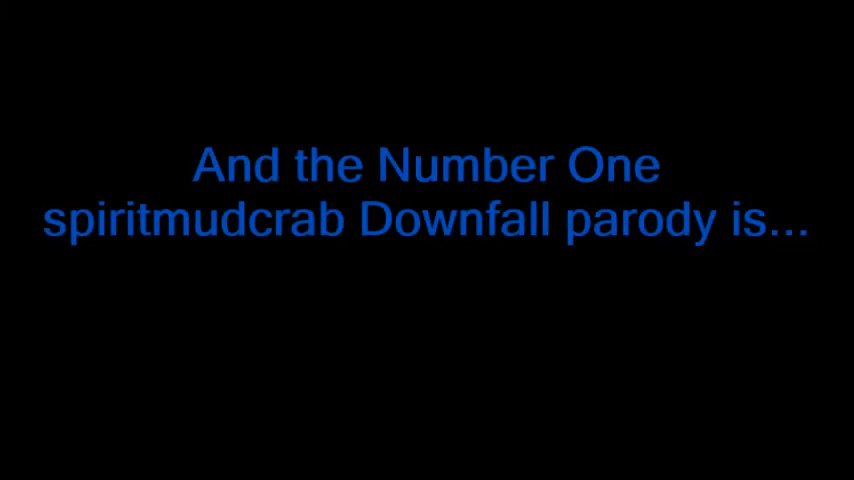 And the Number One
spiritmudcrab Downfall parody is...